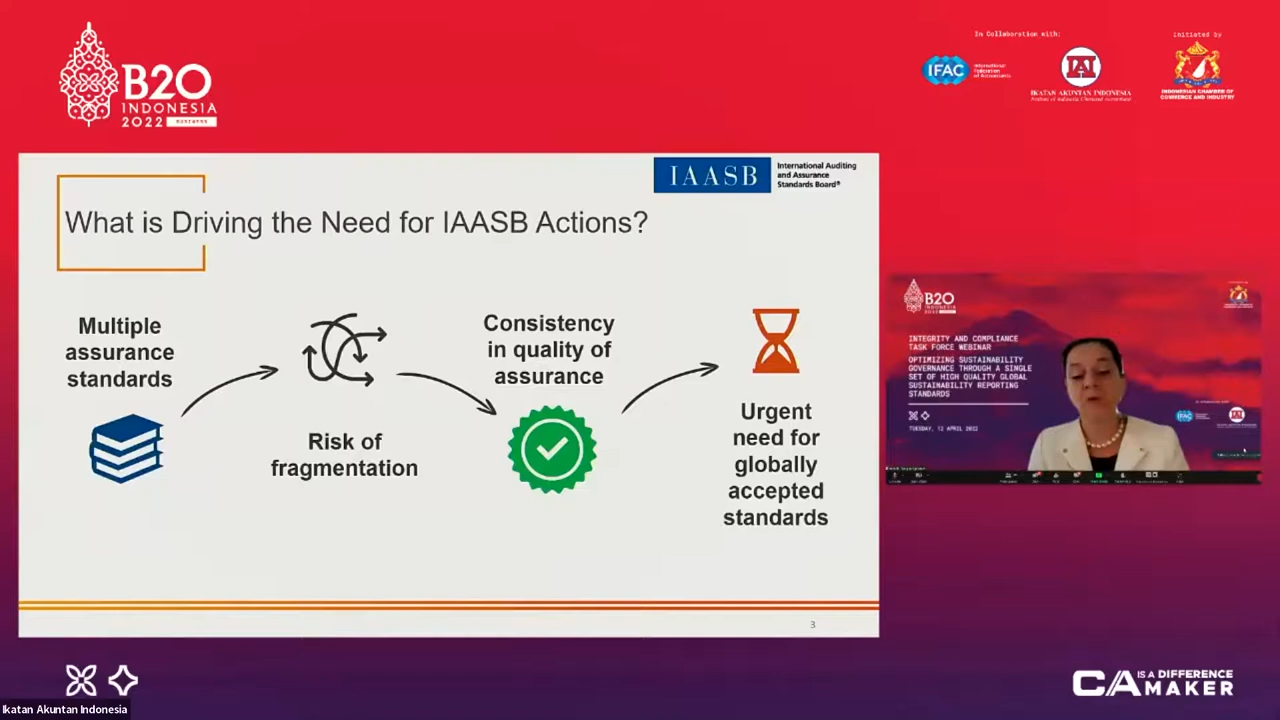 B20
INDONESIA
2022
BUSINESS
In Collaboration with:
IFAC
International
Federation
of Accountants
IAI
IKATAN AKUNTAN INDONESIA
Initiated by
INDONESIAN CHAMBER OF
COMMERCE AND INDUSTRY
IAASB
International Auditing
and Assurance
Standards Board®
What is Driving the Need for IAASB Actions?
Multiple
assurance
standards
Risk of
fragmentation
Consistency
in quality of
assurance
Urgent
need for
globally
accepted
standards
3
B20
INDONESIA
INTEGRITY AND COMPLIANCE
TASK FORCE WEBINAR
OPTIMIZING SUSTAINABILITY
GOVERNANCE THROUGH A SINGLE
SET OF HIGH QUALITY GLOBAL
SUSTAINABILITY REPORTING
STANDARDS
TUESDAY, 12 APRIL 2022
IFAC
IAI
CA IS A DIFFERENCE
MAKER
Ikatan Akuntan Indonesia